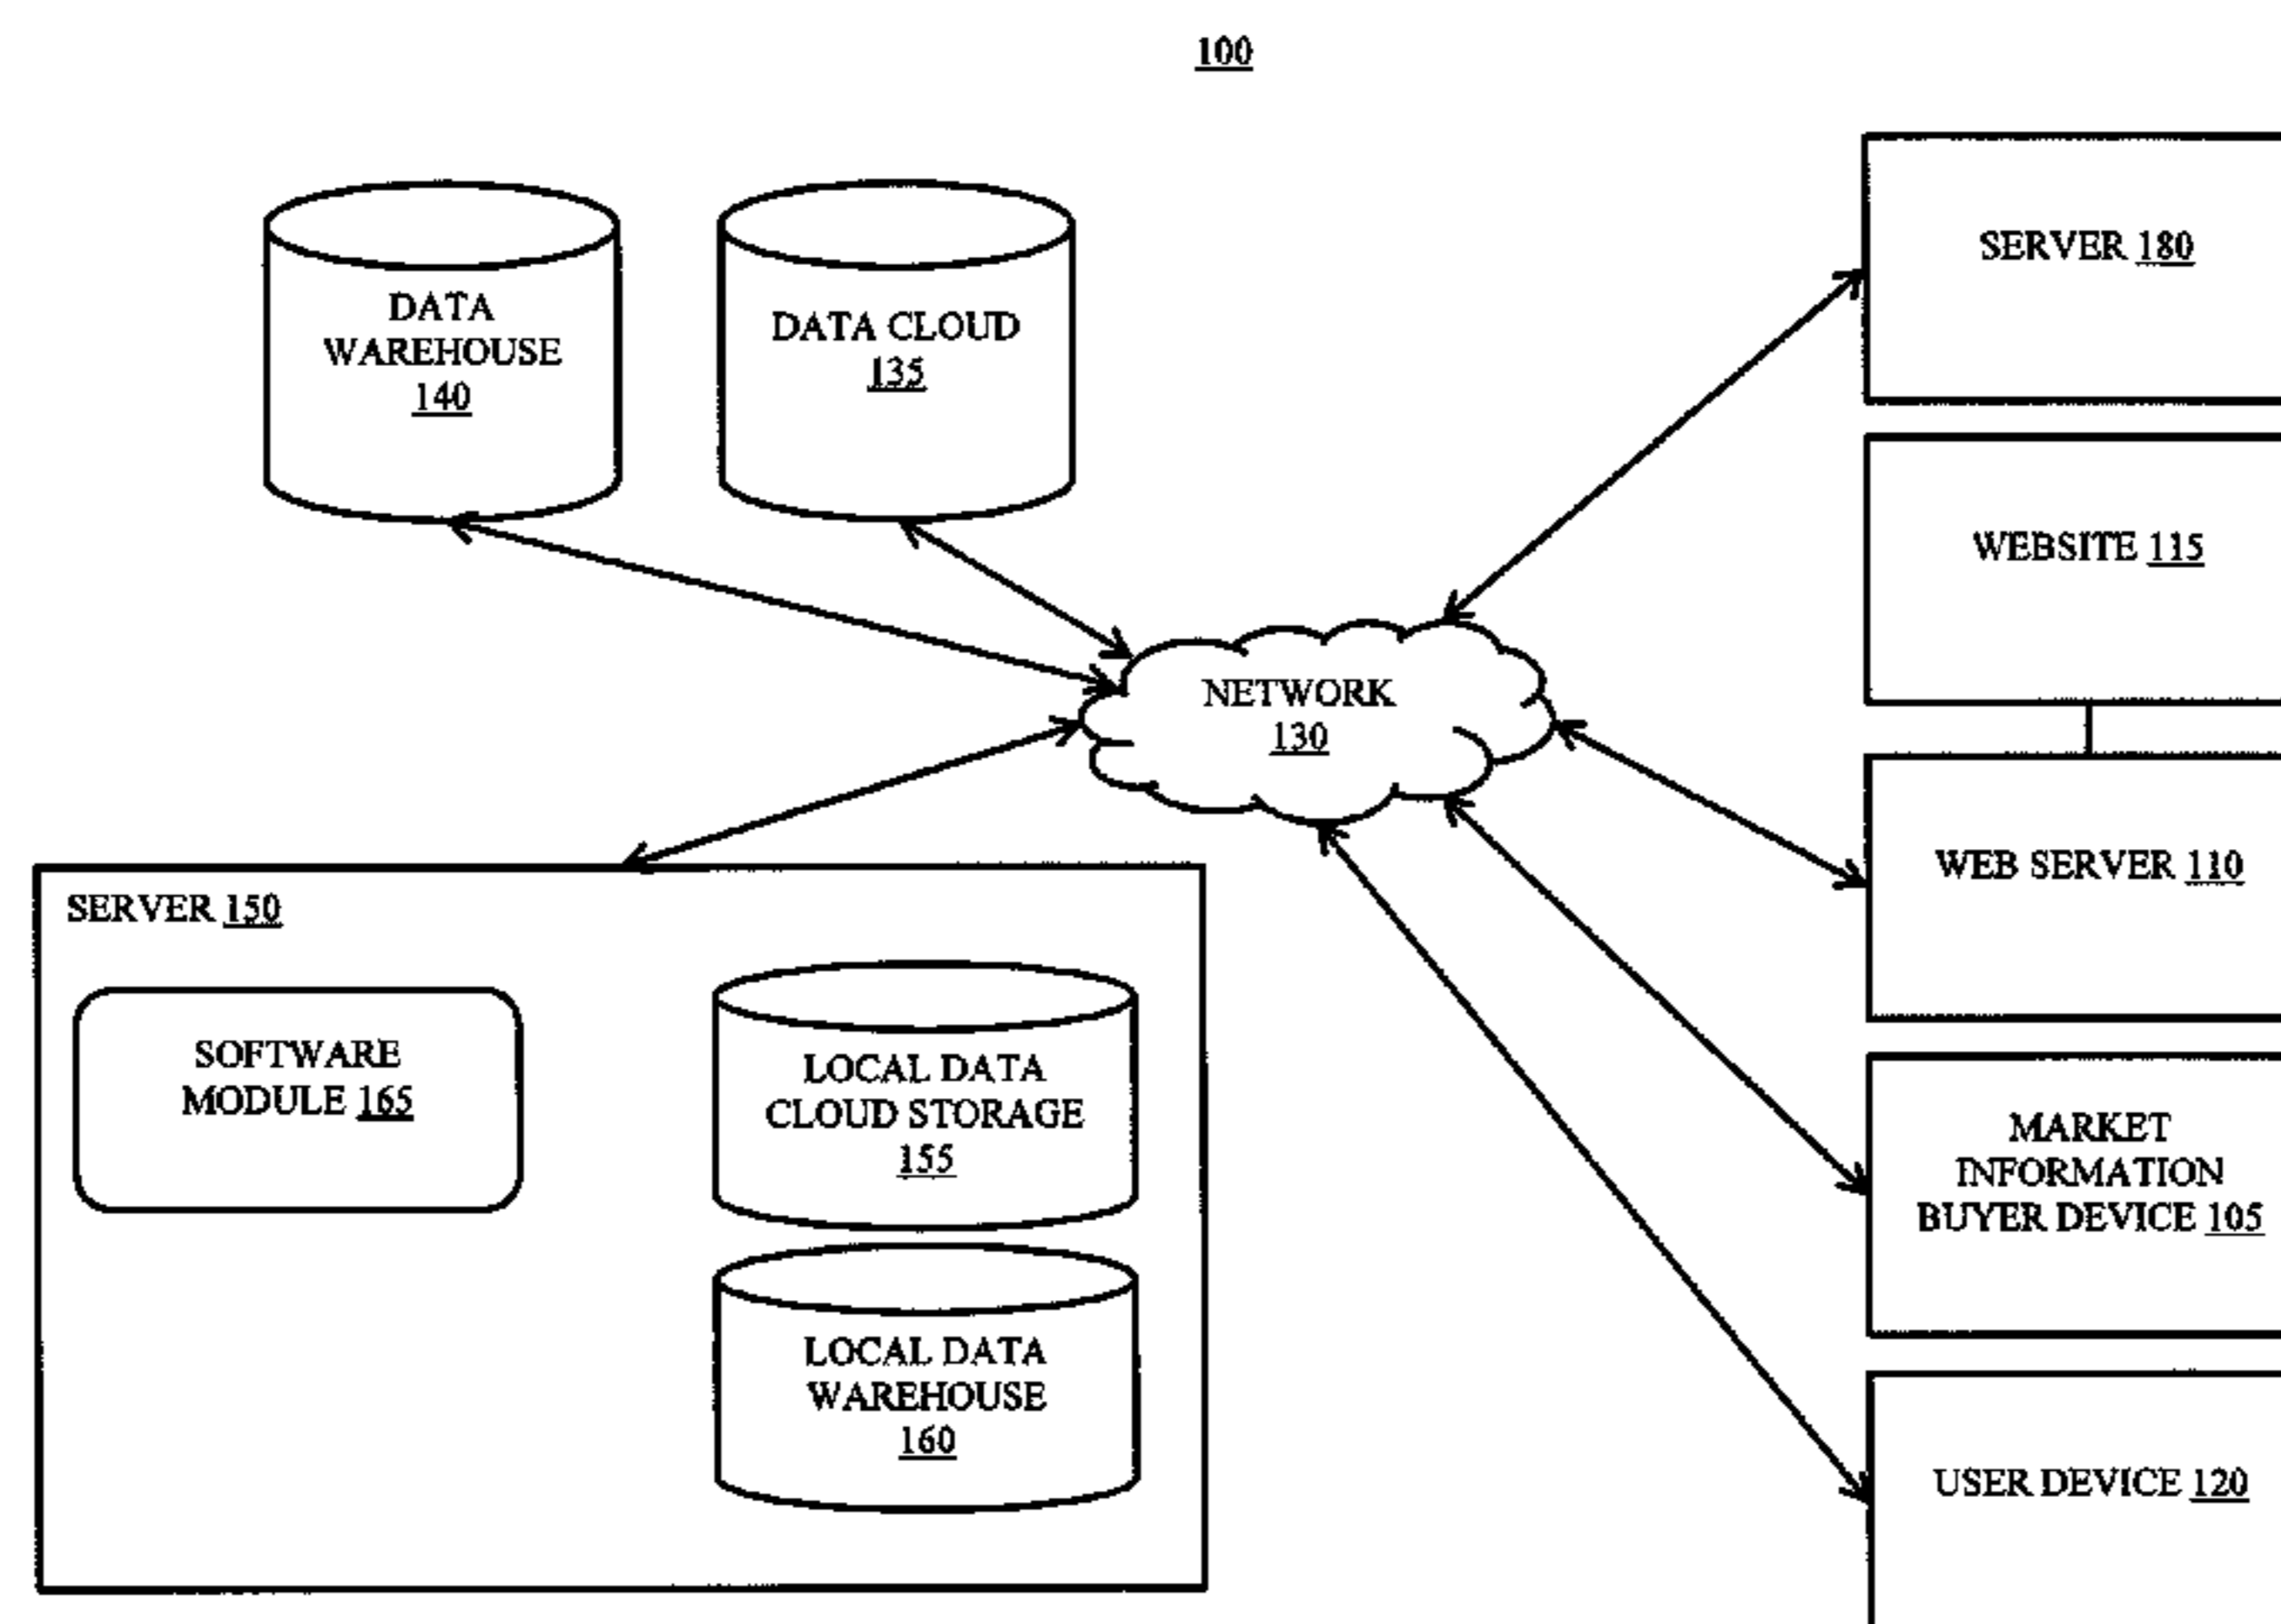 100
DATA
WAREHOUSE
140
DATA CLOUD
135
SERVER 180
WEBSITE 115
NETWORK
130
WEB SERVER 110
SERVER 150
SOFTWARE
MODULE 165
LOCAL DATA
CLOUD STORAGE
155
LOCAL DATA
WAREHOUSE
160
MARKET
INFORMATION
BUYER DEVICE 105
USER DEVICE 120